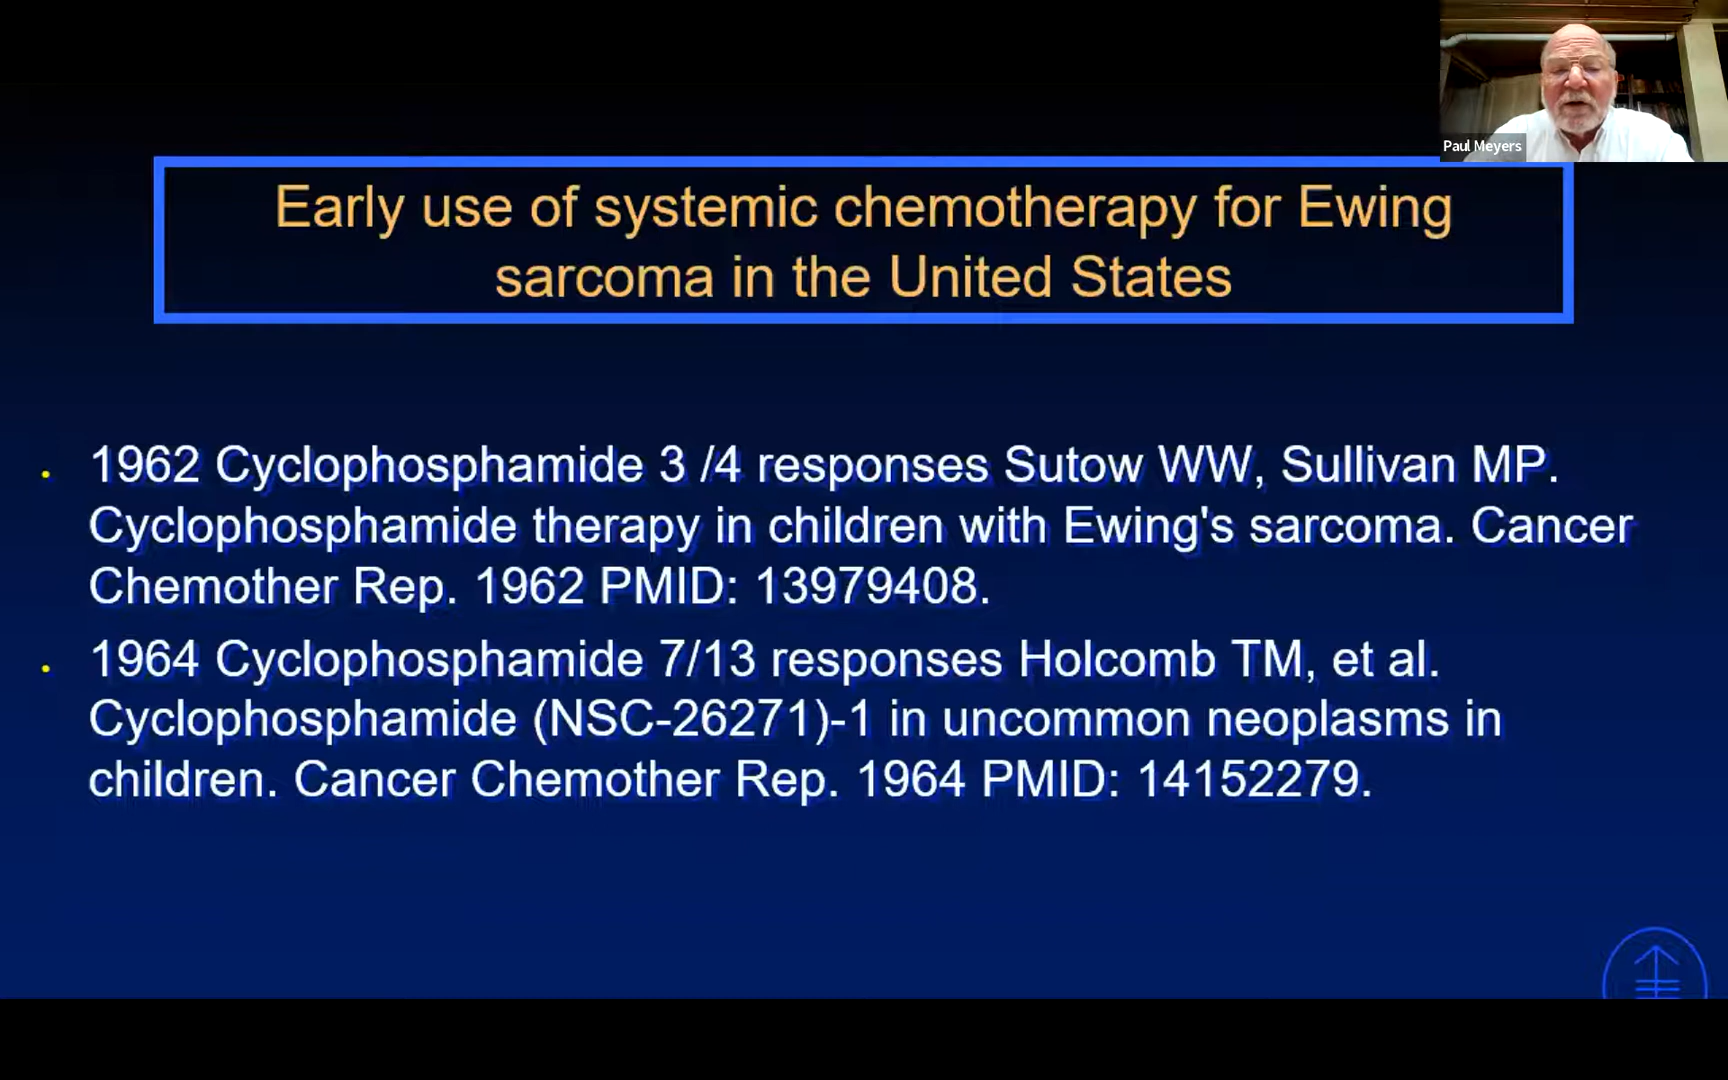 Paul Meyers
Early use of systemic chemotherapy for Ewing
sarcoma in the United States
• 1962 Cyclophosphamide 3 /4 responses Sutow WW, Sullivan MP.
Cyclophosphamide therapy in children with Ewing's sarcoma. Cancer
Chemother Rep. 1962 PMID: 13979408.
• 1964 Cyclophosphamide 7/13 responses Holcomb TM, et al.
Cyclophosphamide (NSC-26271)-1 in uncommon neoplasms in
children. Cancer Chemother Rep. 1964 PMID: 14152279.